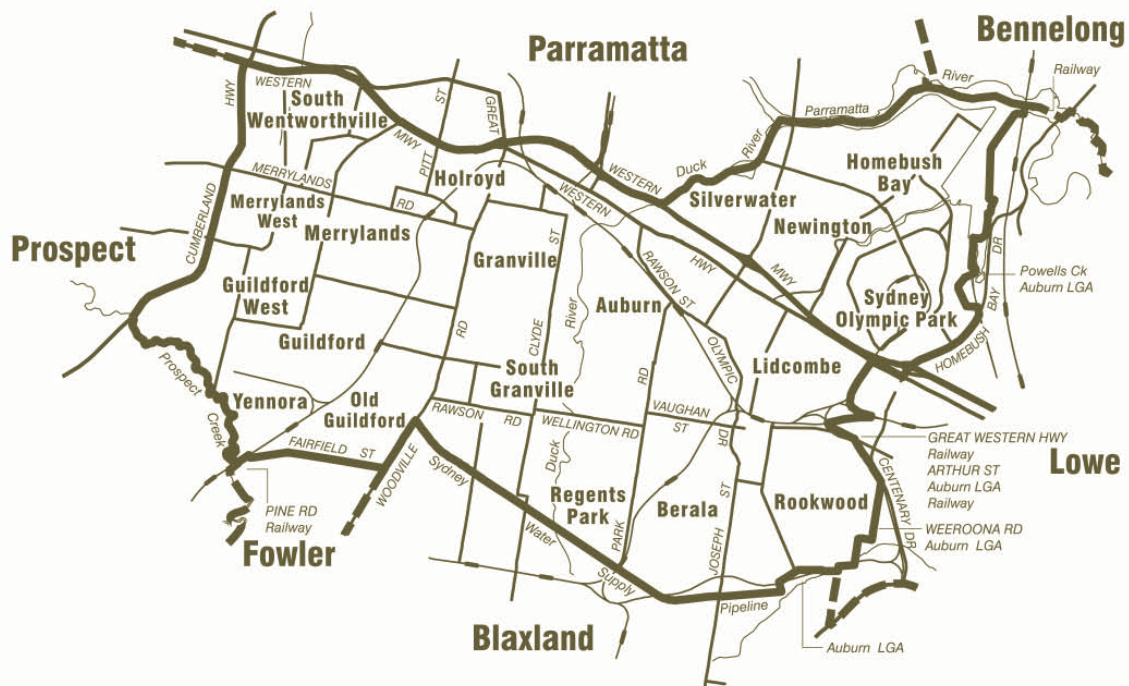 Bennelong
Parramatta
River
Railway
WESTERN
HWY
South
Wentworthville
ST
GREAT
Parramatta
MWY
PITT
River
Duck
Homebush
Bay
MERRYLANDS
Holroyd
WESTERN
WESTERN
Silverwater
RD
Merrylands
West
Newington
CUMBERLAND
Merrylands
ST
Prospect
Granville
HWY
MWY
DR
RAWSON ST
Powells Ck
Auburn LGA
Guildford
West
River
Auburn
BAY
Sydney
Olympic Park
RD
CLYDE
Guildford
HOMEBUSH
OLYMPIC
Prospect
Creek
South
Granville
RD
Lidcombe
Yennora
Old
Guildford
RAWSON
RD
WELLINGTON RD
VAUGHAN
ST
FAIRFIELD ST
WOODVILLE
DR
GREAT WESTERN HWY
Railway
ARTHUR ST
Auburn LGA
Railway
Lowe
Sydney
Duck
CENTENARY DR
Regents
Park
Berala
ST
Rookwood
PINE RD
Railway
Water
PARK
WEEROONA RD
Auburn LGA
Fowler
JOSEPH
Supply
Pipeline
Blaxland
Auburn LGA